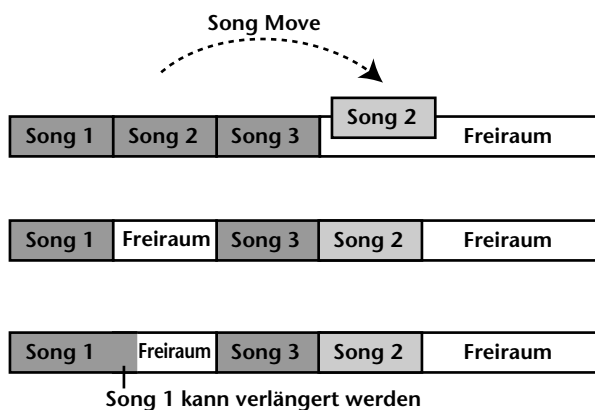 Song Move
Song 2
Song 1 Song 2 Song 3 Freiraum
Song 1 Freiraum Song 3 Song 2 Freiraum
Song 1 Freiraum Song 3 Song 2 Freiraum
Song 1 kann verlängert werden